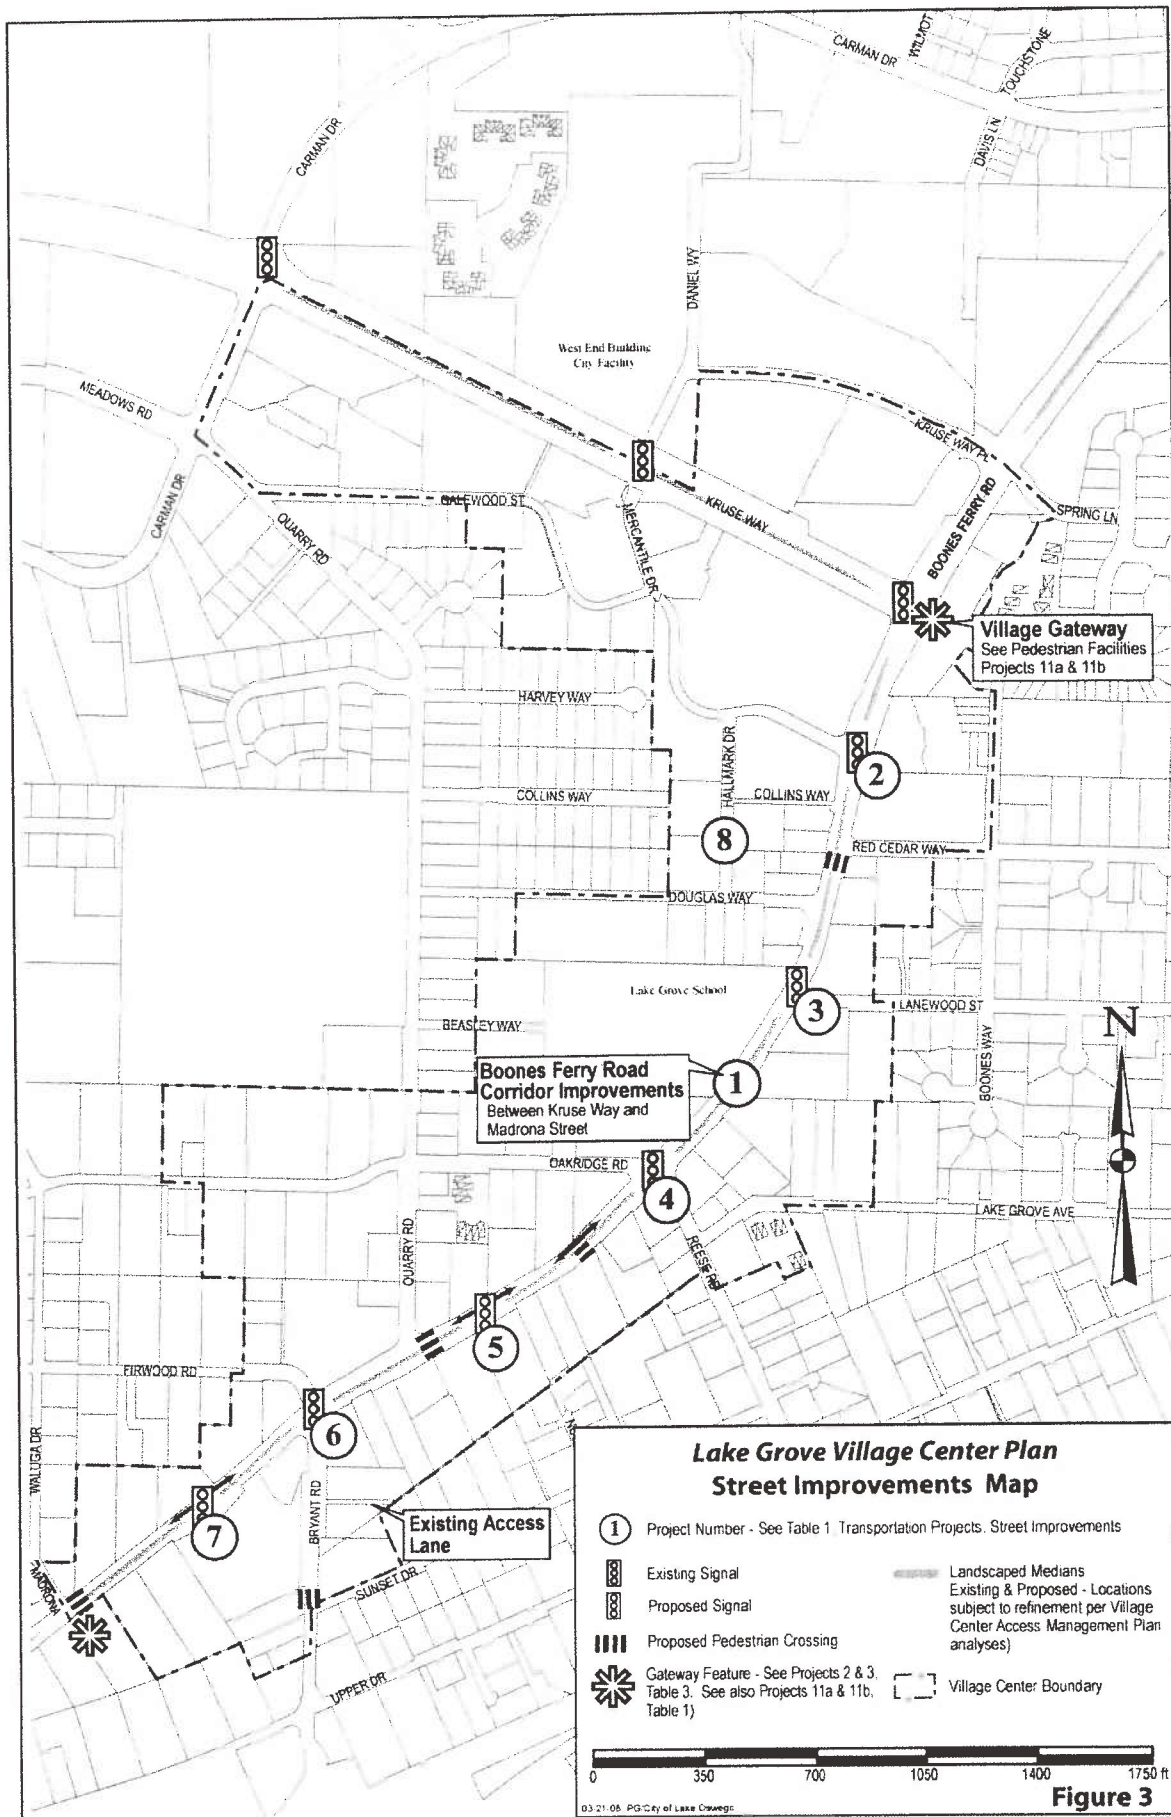 CARMAN DR
WILMOT
TOUCHSTONE
DAVIS LN
CARMAN DR
DANIEL WY
West End Building
City Facility
MEADOWS RD
KRUSE WAY PL
CARMAN DR
GALEWOOD ST
QUARRY RD
MERCANTILE DR
KRUSE WAY
BOONES FERRY RD
SPRING LN
Village Gateway
See Pedestrian Facilities
Projects 11a & 11b
HARVEY WAY
HALLMARK DR
2
COLLINS WAY
COLLINS WAY
8
RED CEDAR WAY
DOUGLAS WAY
Lake Grove School
3
LANEWOOD ST
BEASLEY WAY
BOONES WAY
N
Boones Ferry Road
Corridor Improvements
Between Kruse Way and
Madrona Street
1
OAKRIDGE RD
4
LAKE GROVE AVE
REESE RD
QUARRY RD
5
FIRWOOD RD
6
WALUGA DR
BRYANT RD
7
Existing Access
Lane
MADRONA
SUNSET DR
UPPER DR
Lake Grove Village Center Plan
Street Improvements Map
1 Project Number - See Table 1 Transportation Projects. Street Improvements
Existing Signal
Proposed Signal
Proposed Pedestrian Crossing
Gateway Feature - See Projects 2 & 3,
Table 3. See also Projects 11a & 11b,
Table 1)
Landscaped Medians
Existing & Proposed - Locations
subject to refinement per Village
Center Access Management Plan
analyses)
Village Center Boundary
0 350 700 1050 1400 1750 ft
03-21-08 PG/City of Lake Oswego
Figure 3